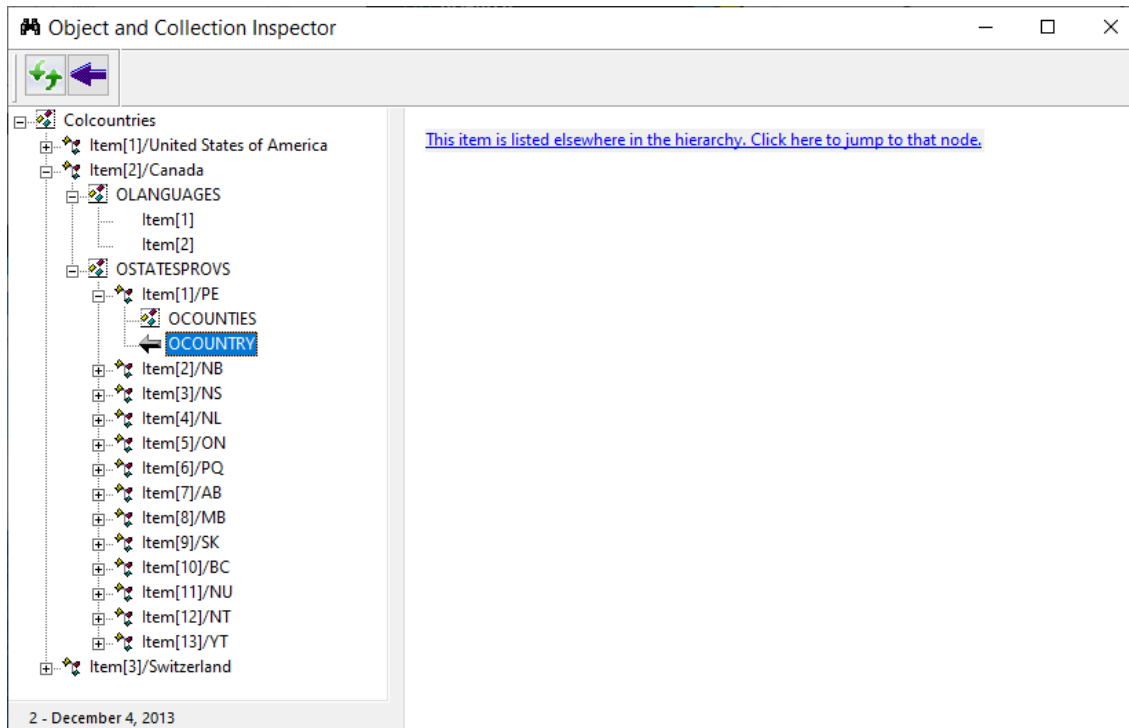 Object and Collection Inspector
Colcountries
Item[1]/United States of America
Item[2]/Canada
OLANGUAGES
Item[1]
Item[2]
OSTATESPROVS
Item[1]/PE
OCOUNTIES
OCOUNTRY
Item[2]/NB
Item[3]/NS
Item[4]/NL
Item[5]/ON
Item[6]/PQ
Item[7]/AB
Item[8]/MB
Item[9]/SK
Item[10]/BC
Item[11]/NU
Item[12]/NT
Item[13]/YT
Item[3]/Switzerland
This item is listed elsewhere in the hierarchy. Click here to jump to that node.
2 - December 4, 2013